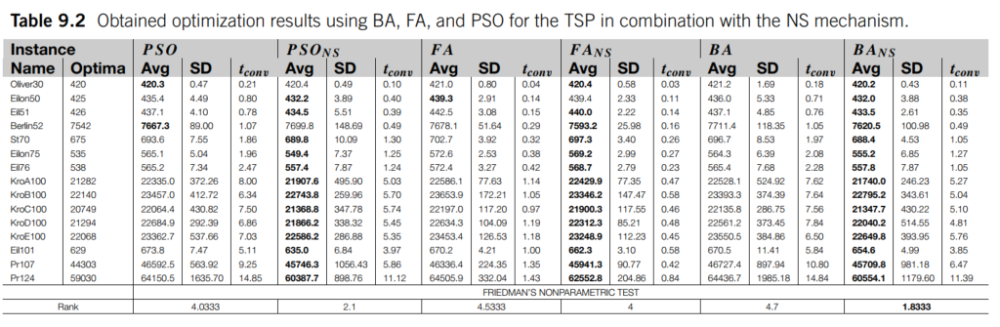 Table 9.2 Obtained optimization results using BA, FA, and PSO for the TSP in combination with the NS mechanism.
Instance PSO PSO_NS FA FA_NS BA BA_NS
Name Optima Avg SD t_conv Avg SD t_conv Avg SD t_conv Avg SD t_conv Avg SD t_conv Avg SD t_conv
Oliver30 420 420.3 0.47 0.21 420.4 0.49 0.10 421.0 0.80 0.04 420.4 0.58 0.03 421.2 1.69 0.18 420.2 0.43 0.11
Eilon50 425 435.4 4.49 0.80 432.2 3.89 0.40 439.3 2.91 0.14 439.4 2.33 0.11 436.0 5.33 0.71 432.0 3.88 0.38
Eil51 426 437.1 4.10 0.78 434.5 5.51 0.39 442.5 3.08 0.15 440.0 2.22 0.14 437.1 4.85 0.76 433.5 2.61 0.35
Berlin52 7542 7667.3 89.00 1.07 7699.8 148.69 0.49 7678.1 51.64 0.29 7593.2 25.98 0.16 7711.4 118.35 1.05 7620.5 100.98 0.49
St70 675 693.6 7.55 1.86 689.8 10.09 1.30 702.7 3.92 0.32 697.3 3.40 0.26 696.7 8.53 1.97 688.4 4.53 1.05
Eilon75 535 565.1 5.04 1.96 549.4 7.37 1.25 572.6 2.53 0.38 569.2 2.99 0.27 564.3 6.39 2.08 555.2 6.85 1.27
Eil76 538 565.2 7.34 2.47 557.4 7.87 1.24 572.4 3.27 0.42 568.7 2.79 0.23 565.4 7.68 2.28 557.8 7.87 1.05
KroA100 21282 22335.0 372.26 8.00 21907.6 495.90 5.03 22586.1 77.63 1.14 22429.9 77.35 0.47 22528.1 524.92 7.62 21740.0 246.23 5.27
KroB100 22140 23457.0 412.72 6.34 22743.8 259.96 5.70 23653.9 172.21 1.05 23346.2 147.47 0.58 23393.3 374.39 7.64 22795.2 343.61 5.04
KroC100 20749 22064.4 430.82 7.50 21368.8 347.78 5.74 22197.0 117.20 0.97 21900.3 117.55 0.46 22135.8 286.75 7.56 21347.7 430.22 5.10
KroD100 21294 22684.9 292.39 6.86 21866.2 338.32 5.45 22634.3 104.09 1.19 22312.3 85.21 0.48 22561.2 373.45 7.84 22040.2 514.55 4.81
KroE100 22068 23362.7 537.66 7.03 22586.2 286.88 5.35 23453.4 126.53 1.18 23248.9 112.23 0.45 23550.5 384.86 6.50 22649.8 393.95 5.76
Eil101 629 673.8 7.47 5.11 635.0 6.84 3.97 670.2 4.21 1.00 662.3 3.10 0.58 670.5 11.41 5.84 654.6 4.99 3.85
Pr107 44303 46592.5 563.92 9.25 45746.3 1056.43 5.86 46336.4 224.35 1.35 45941.3 90.77 0.42 46727.4 897.94 10.80 45709.8 981.18 6.47
Pr124 59030 64150.5 1635.70 14.85 60387.7 898.76 11.12 64505.9 332.04 1.43 62552.8 204.86 0.84 64436.7 1985.18 14.84 60554.1 1179.60 11.39
FRIEDMAN'S NONPARAMETRIC TEST
Rank 4.0333 2.1 4.5333 4 4.7 1.8333